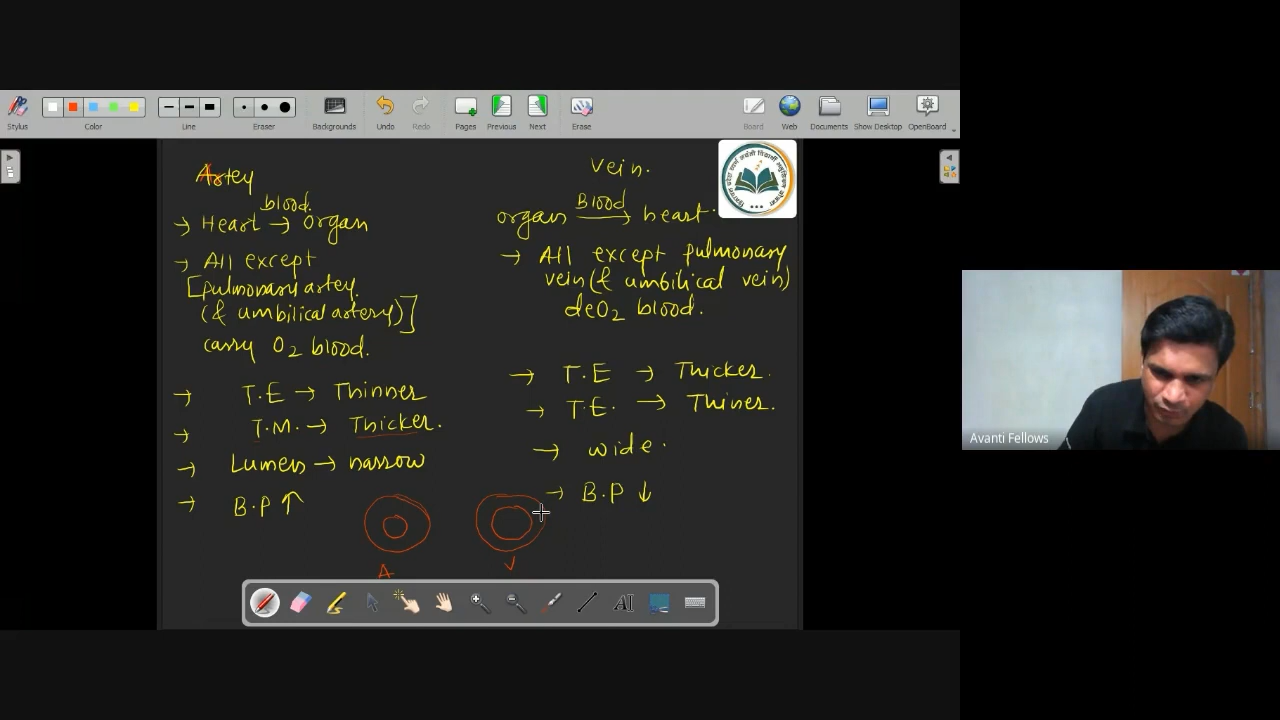 Stylus
Color
Line
Eraser
Backgrounds
Undo
Redo
Pages
Previous
Next
Erase
Board
Web
Documents
Show Desktop
OpenBoard
Artey
blood.
→ Heart → Organ
→ All except
[pulmonary artey
(& umbilical artery)]
carry O2 blood.
→ T.E → Thinner
→ T.M. → Thicker.
→ Lumen → narrow
→ B.P ↑
Vein.
Blood
organ → heart.
→ All except pulmonary
vein (& umbilical vein)
deO2 blood.
→ T.E → Thicker.
→ T.E. → Thiner.
→ wide.
→ B.P ↓
A
V
Avanti Fellows